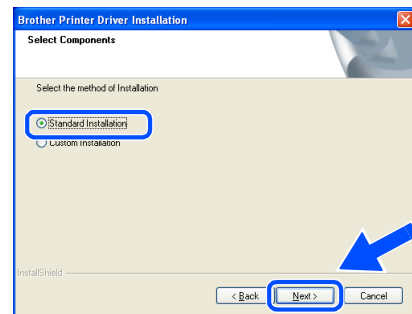 Brother Printer Driver Installation
Select Components
Select the method of Installation
Standard Installation
Custom Installation
InstallShield
< Back Next > Cancel